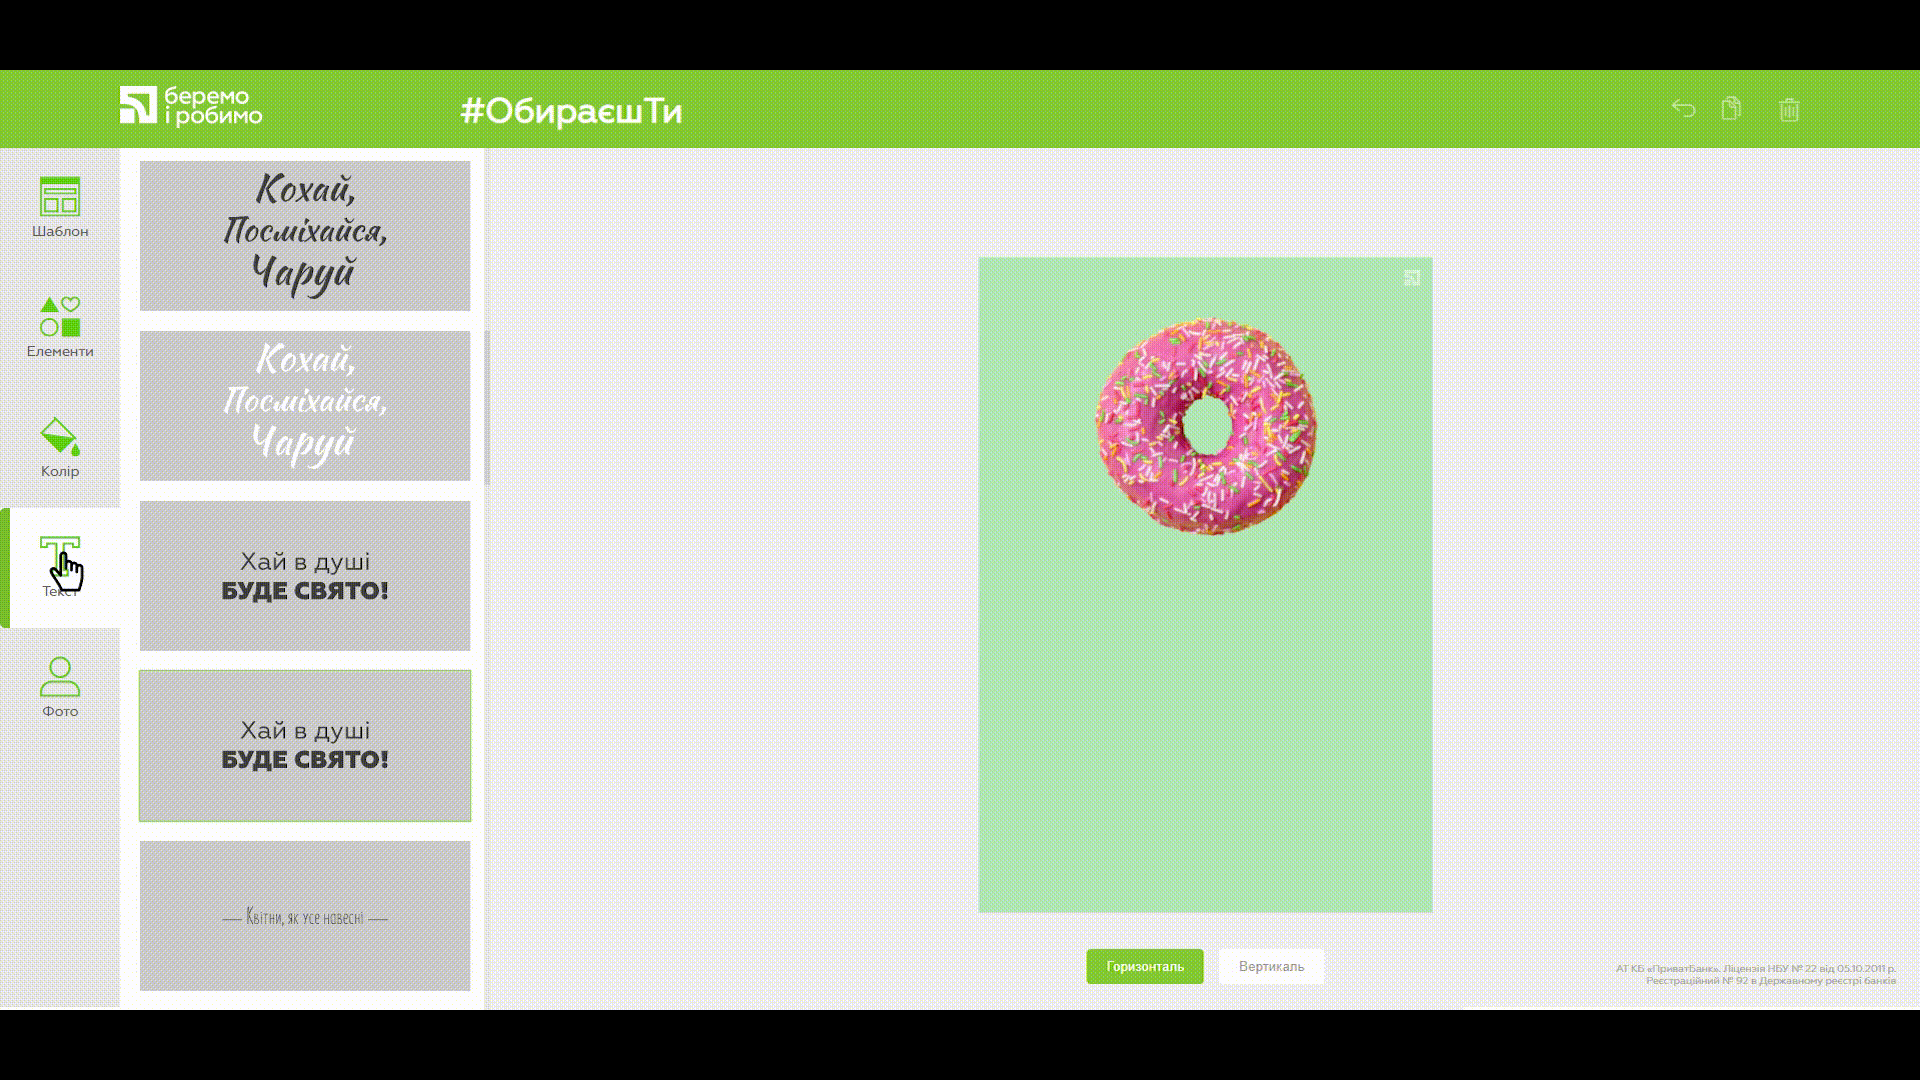 беремо
і робимо
#ОбираєшТи
Шаблон
Елементи
Колір
Текст
Фото
Кохай,
Посміхайся,
Чаруй
Кохай,
Посміхайся,
Чаруй
Хай в душі
БУДЕ СВЯТО!
Хай в душі
БУДЕ СВЯТО!
— Квітни, як усе навесні —
Горизонталь
Вертикаль
АТ КБ «ПриватБанк». Ліцензія НБУ № 22 від 05.10.2011 р.
Реєстраційний № 92 в Державному реєстрі банків